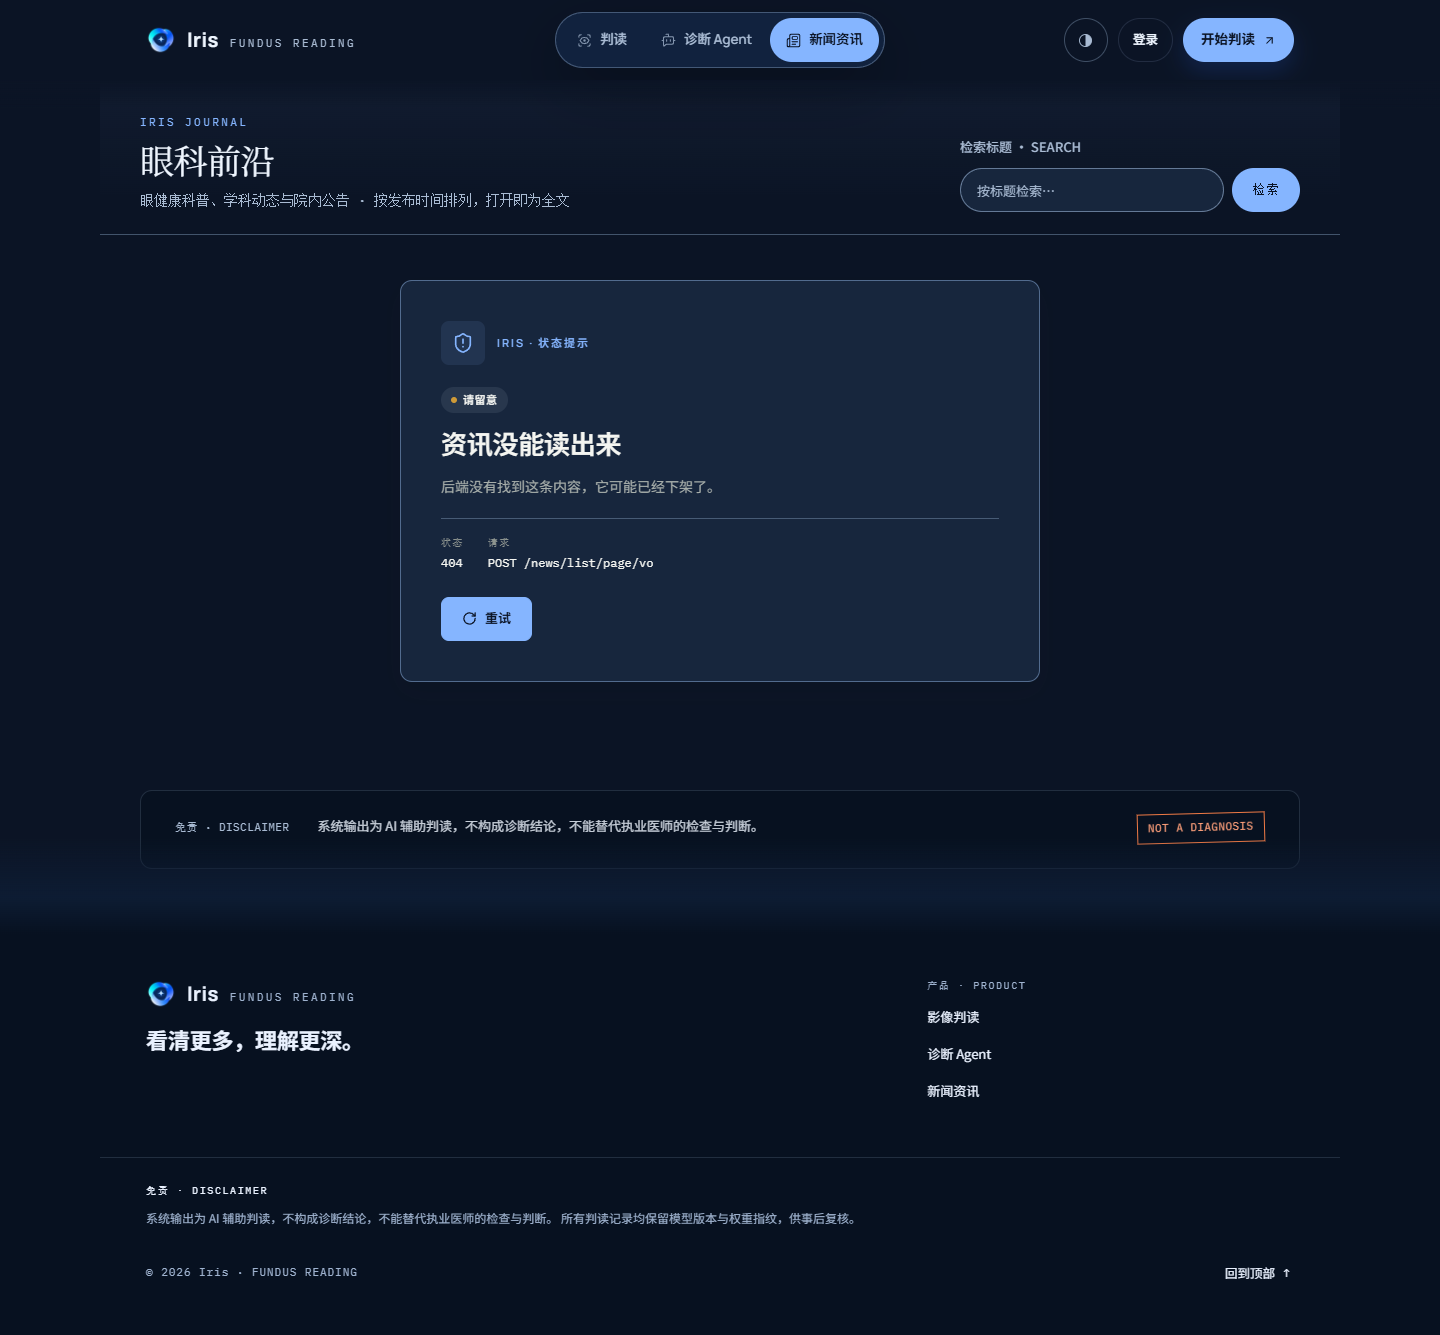 Iris FUNDUS READING
判读
诊断 Agent
新闻资讯
登录
开始判读
IRIS JOURNAL
眼科前沿
眼健康科普、学科动态与院内公告 · 按发布时间排列，打开即为全文
检索标题 · SEARCH
按标题检索…
检索
IRIS · 状态提示
请留意
资讯没能读出来
后端没有找到这条内容，它可能已经下架了。
状态 请求
404 POST /news/list/page/vo
重试
免责 · DISCLAIMER
系统输出为 AI 辅助判读，不构成诊断结论，不能替代执业医师的检查与判断。
NOT A DIAGNOSIS
Iris FUNDUS READING
看清更多，理解更深。
产品 · PRODUCT
影像判读
诊断 Agent
新闻资讯
免责 · DISCLAIMER
系统输出为 AI 辅助判读，不构成诊断结论，不能替代执业医师的检查与判断。 所有判读记录均保留模型版本与权重指纹，供事后复核。
© 2026 Iris · FUNDUS READING
回到顶部 ↑